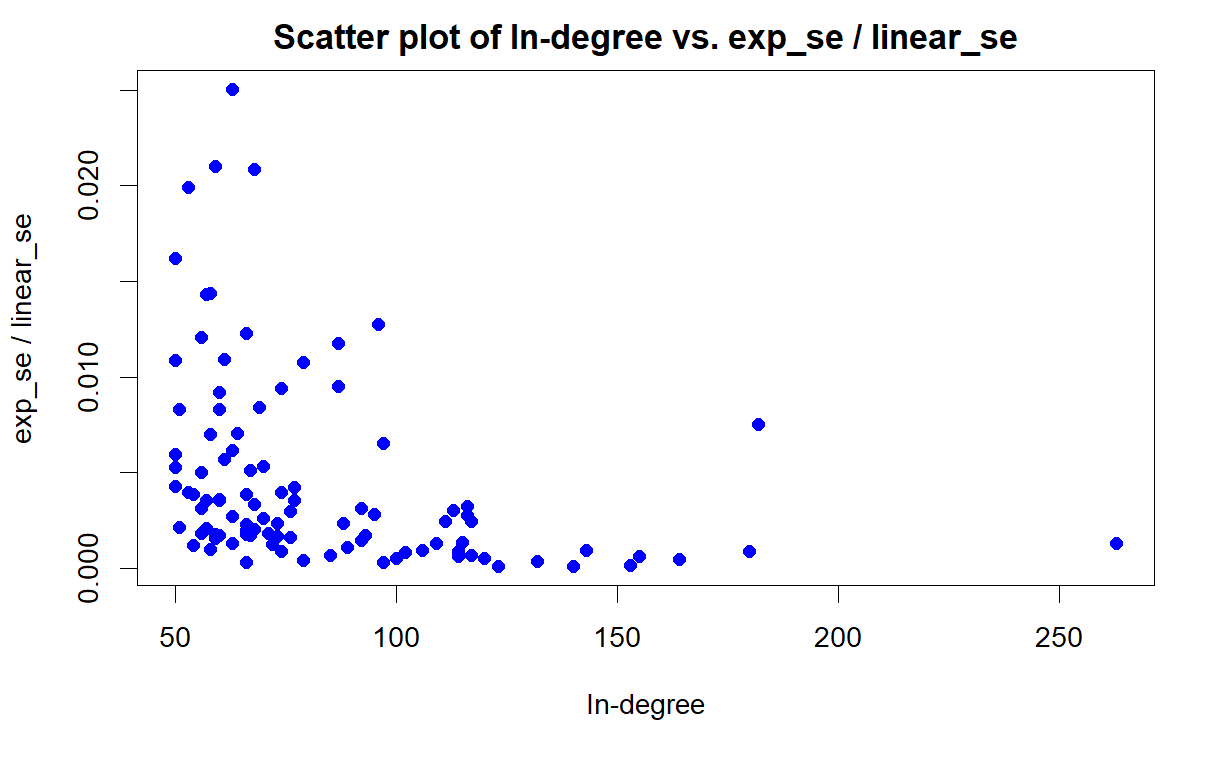 Scatter plot of In-degree vs. exp_se / linear_se
exp_se / linear_se
0.020
0.010
0.000
50 100 150 200 250
In-degree